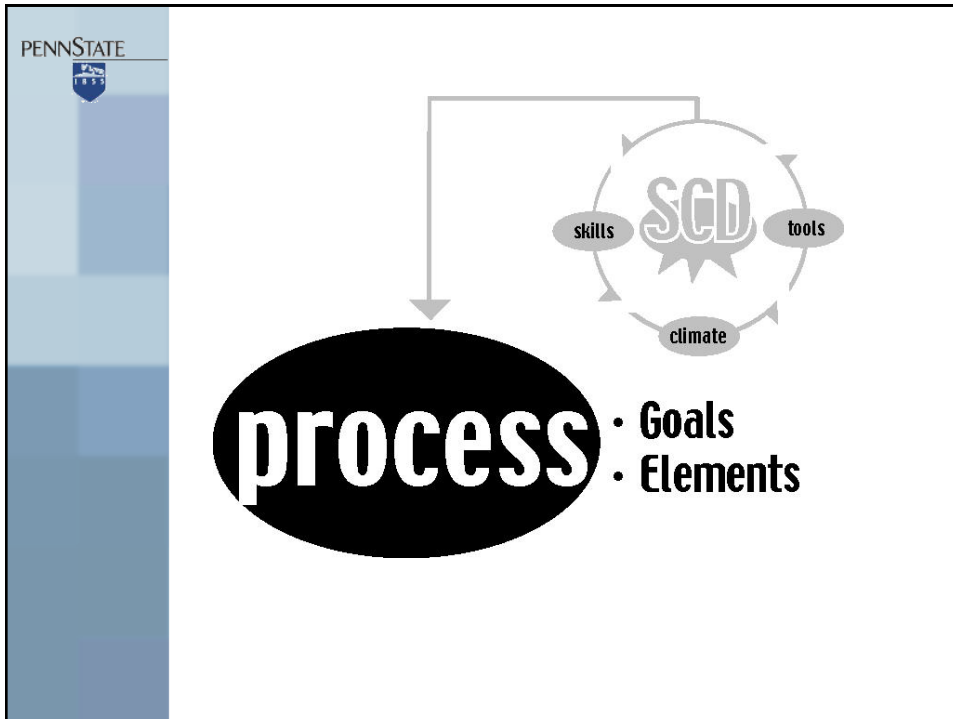 PENNSTATE
1855
SCD
skills
tools
climate
process
• Goals
• Elements